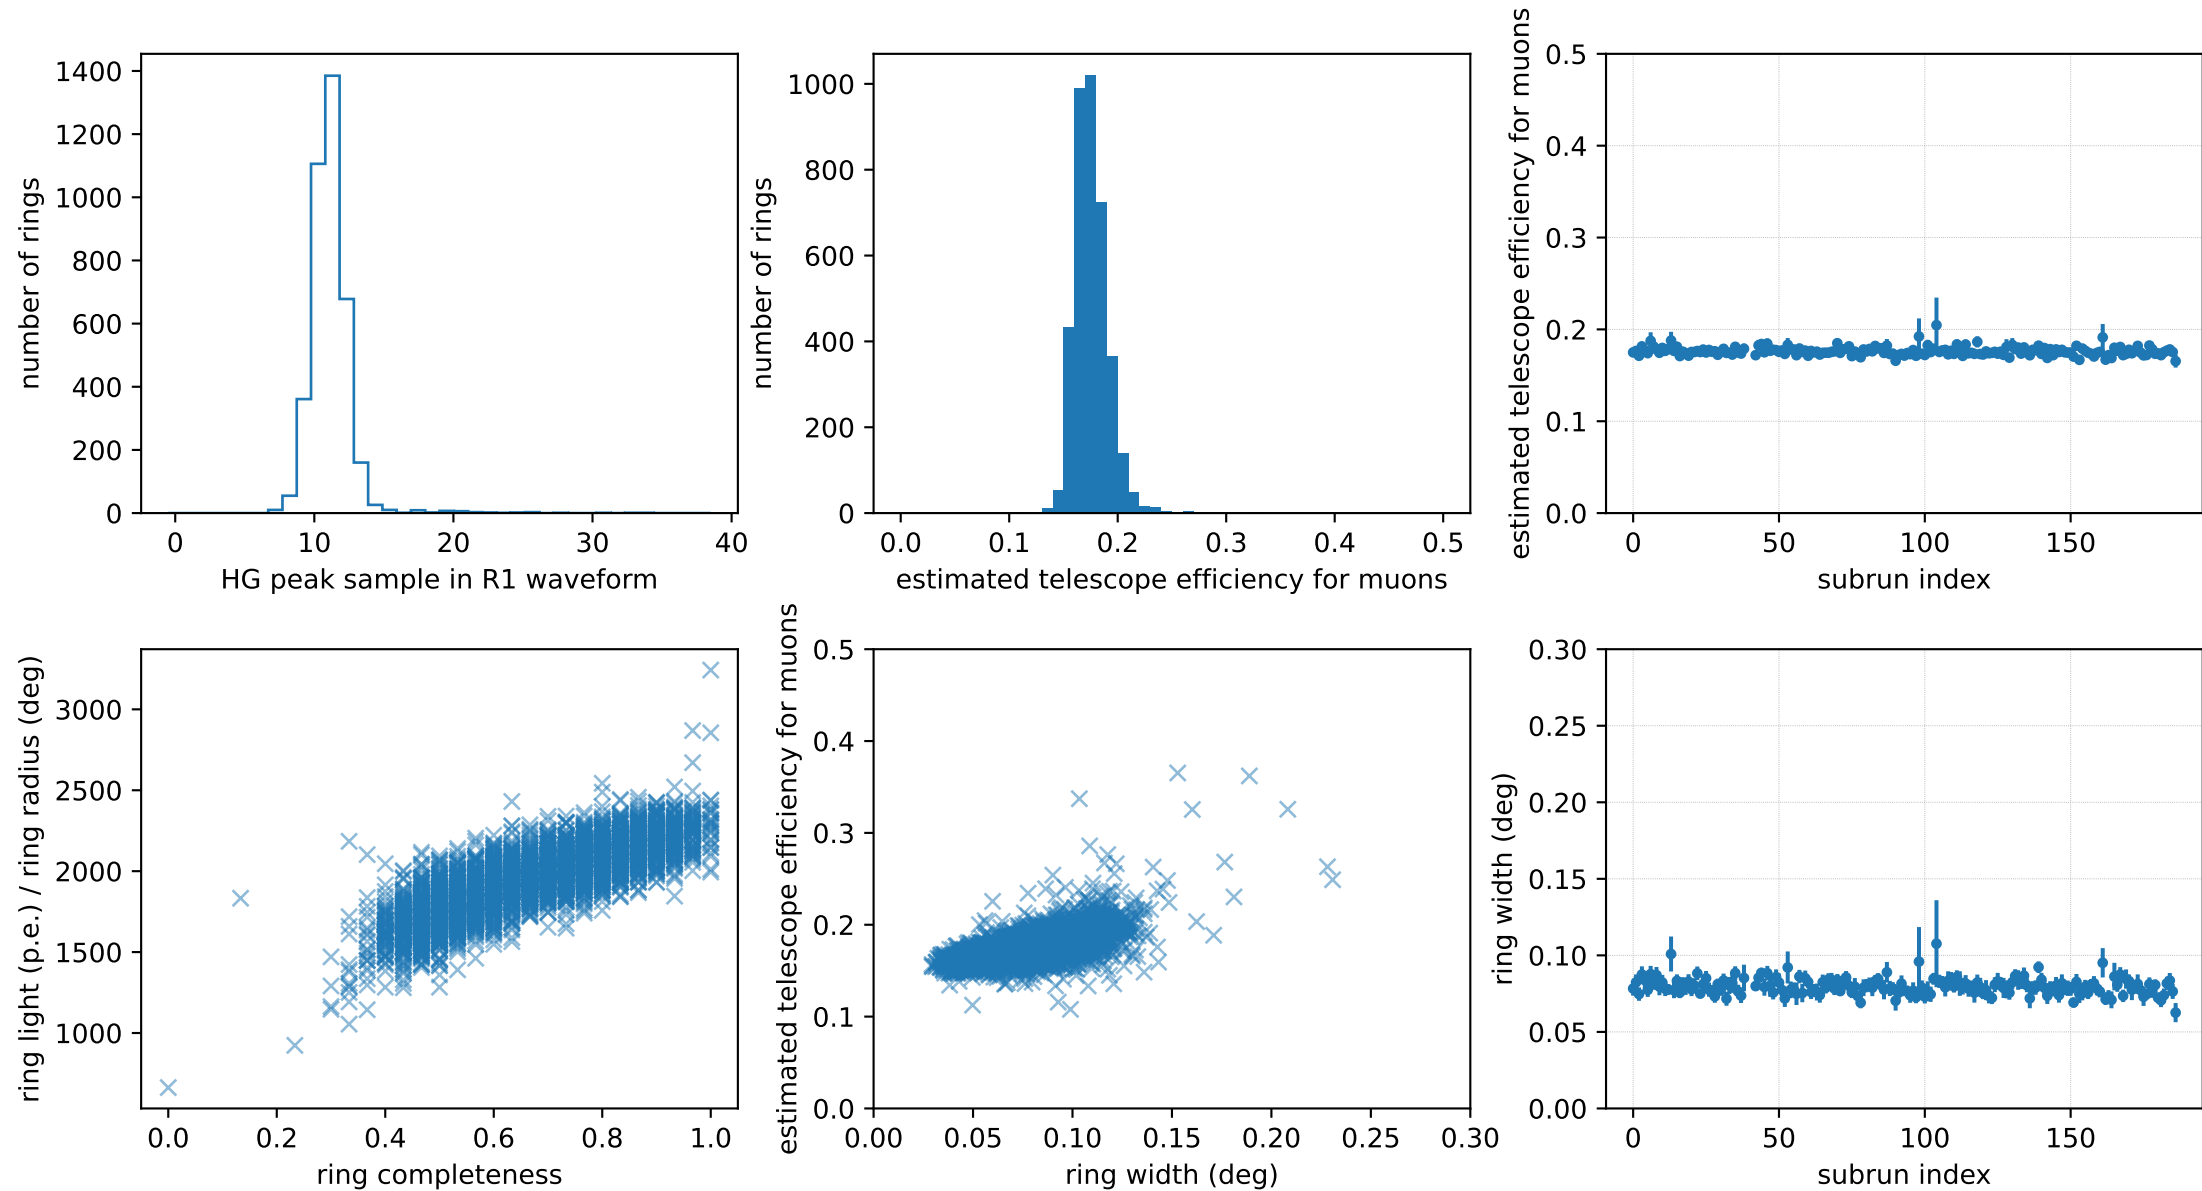 number of rings
1400
1200
1000
800
600
400
200
0
0 10 20 30 40
HG peak sample in R1 waveform
number of rings
1000
800
600
400
200
0
0.0 0.1 0.2 0.3 0.4 0.5
estimated telescope efficiency for muons
estimated telescope efficiency for muons
0.5
0.4
0.3
0.2
0.1
0.0
0 50 100 150
subrun index
ring light (p.e.) / ring radius (deg)
3000
2500
2000
1500
1000
0.0 0.2 0.4 0.6 0.8 1.0
ring completeness
estimated telescope efficiency for muons
0.5
0.4
0.3
0.2
0.1
0.0
0.00 0.05 0.10 0.15 0.20 0.25 0.30
ring width (deg)
ring width (deg)
0.30
0.25
0.20
0.15
0.10
0.05
0.00
0 50 100 150
subrun index